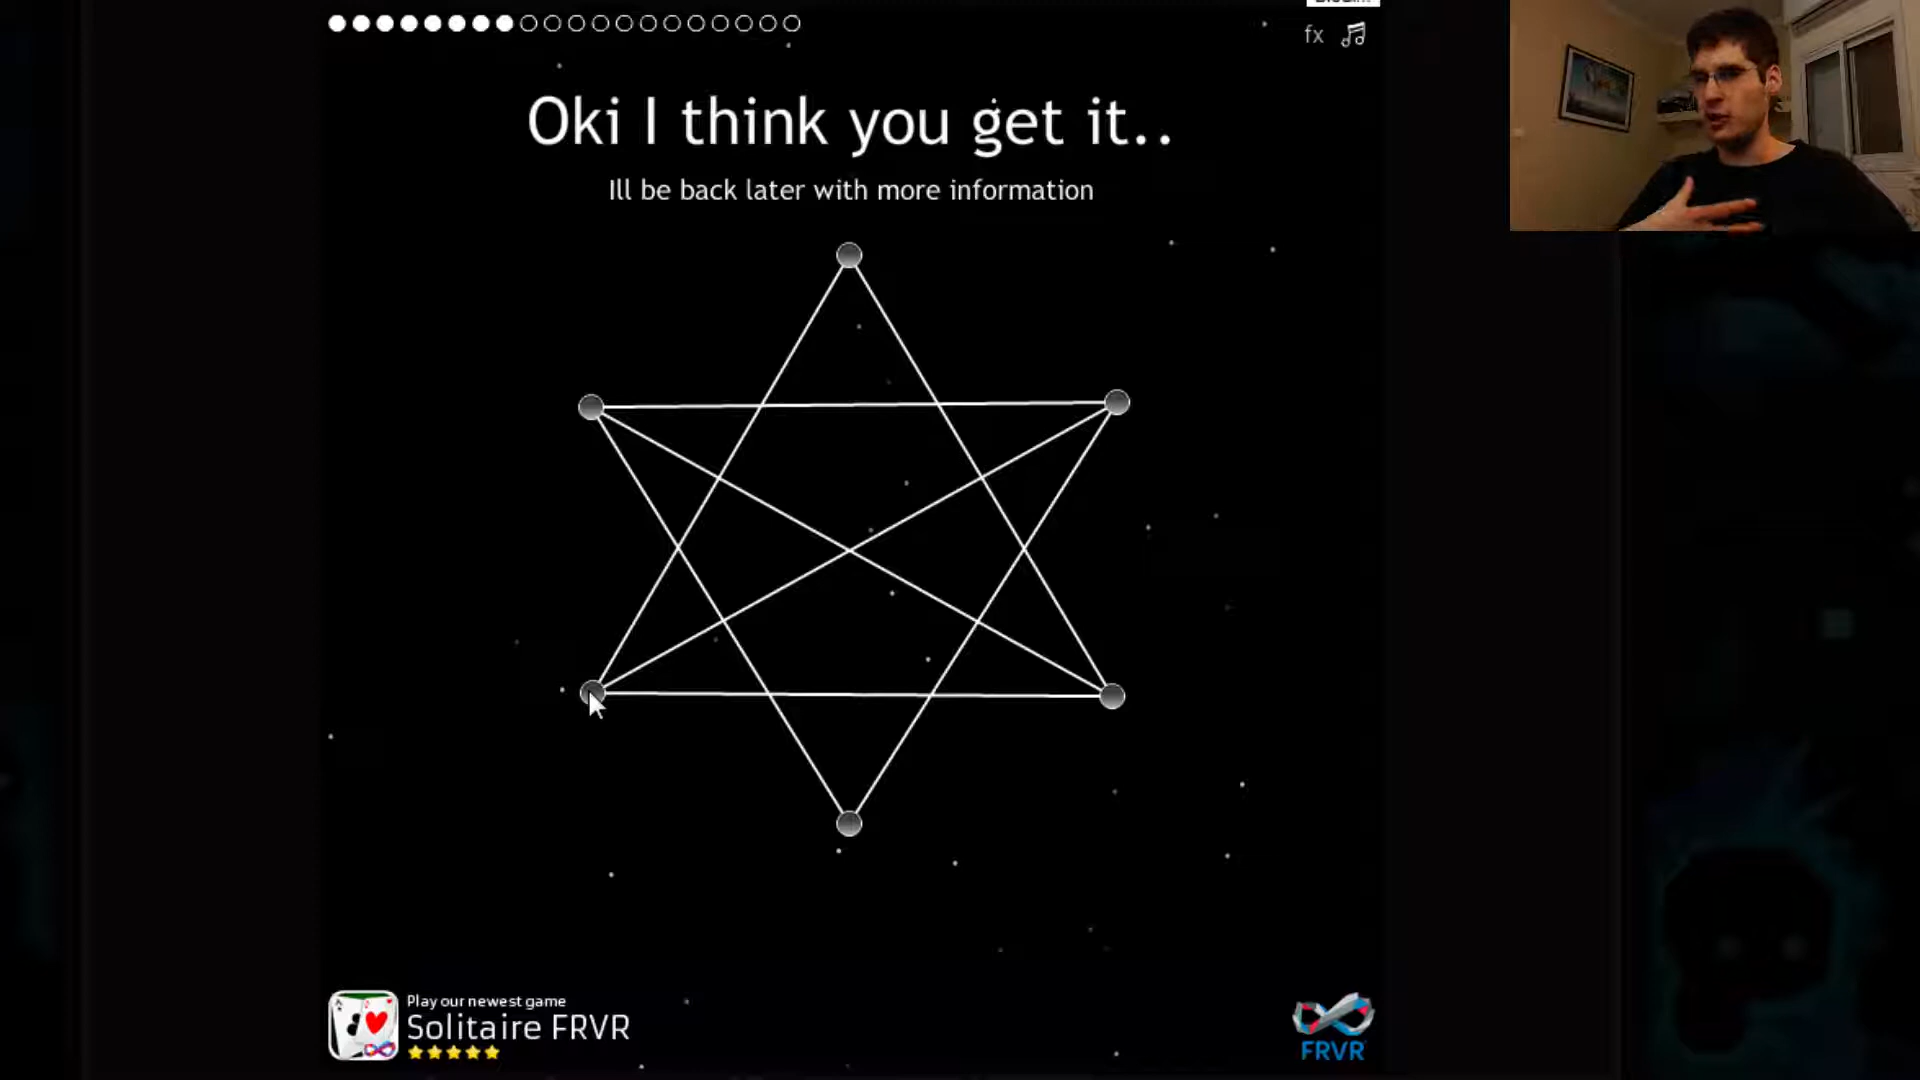 fx
Oki I think you get it..
Ill be back later with more information
Play our newest game
Solitaire FRVR
FRVR